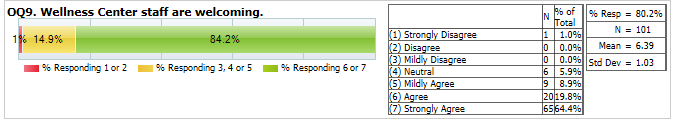 OQ9. Wellness Center staff are welcoming.
1% 14.9% 84.2%
% Responding 1 or 2 % Responding 3, 4 or 5 % Responding 6 or 7
N % of Total
(1) Strongly Disagree 1 1.0%
(2) Disagree 0 0.0%
(3) Mildly Disagree 0 0.0%
(4) Neutral 6 5.9%
(5) Mildly Agree 9 8.9%
(6) Agree 20 19.8%
(7) Strongly Agree 65 64.4%
% Resp = 80.2%
N = 101
Mean = 6.39
Std Dev = 1.03